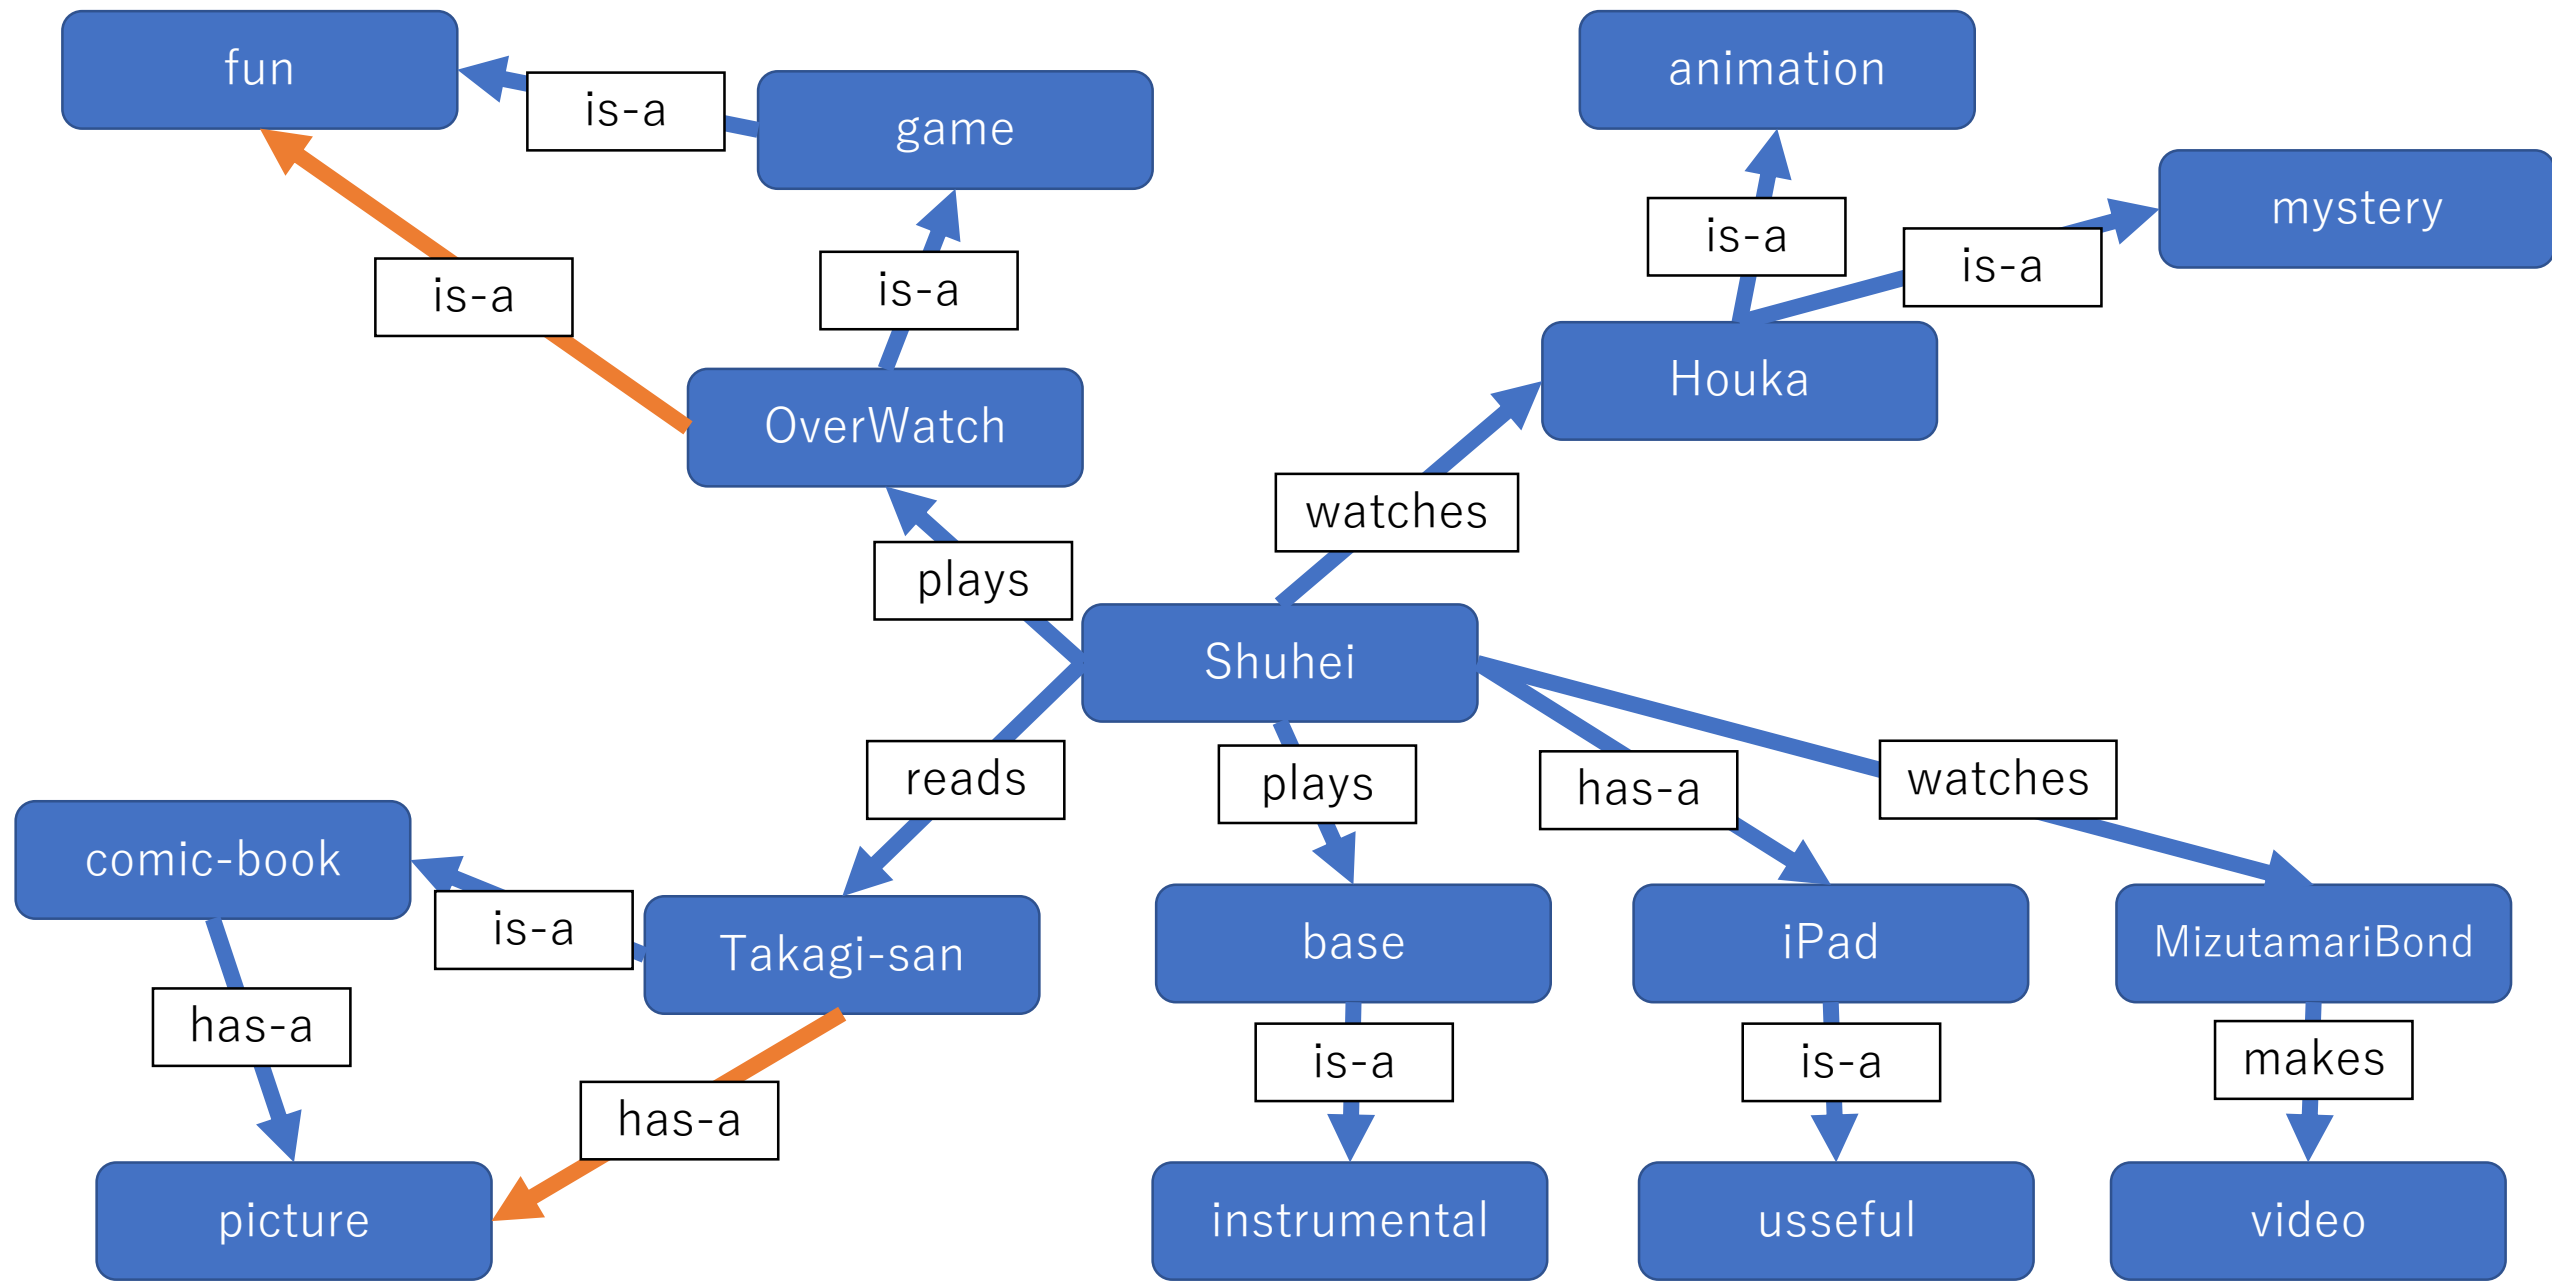 fun
animation
is-a
game
mystery
is-a
is-a
is-a
is-a
Houka
OverWatch
watches
plays
Shuhei
reads
plays
has-a
watches
comic-book
is-a
Takagi-san
base
iPad
MizutamariBond
has-a
is-a
is-a
makes
has-a
picture
instrumental
usseful
video